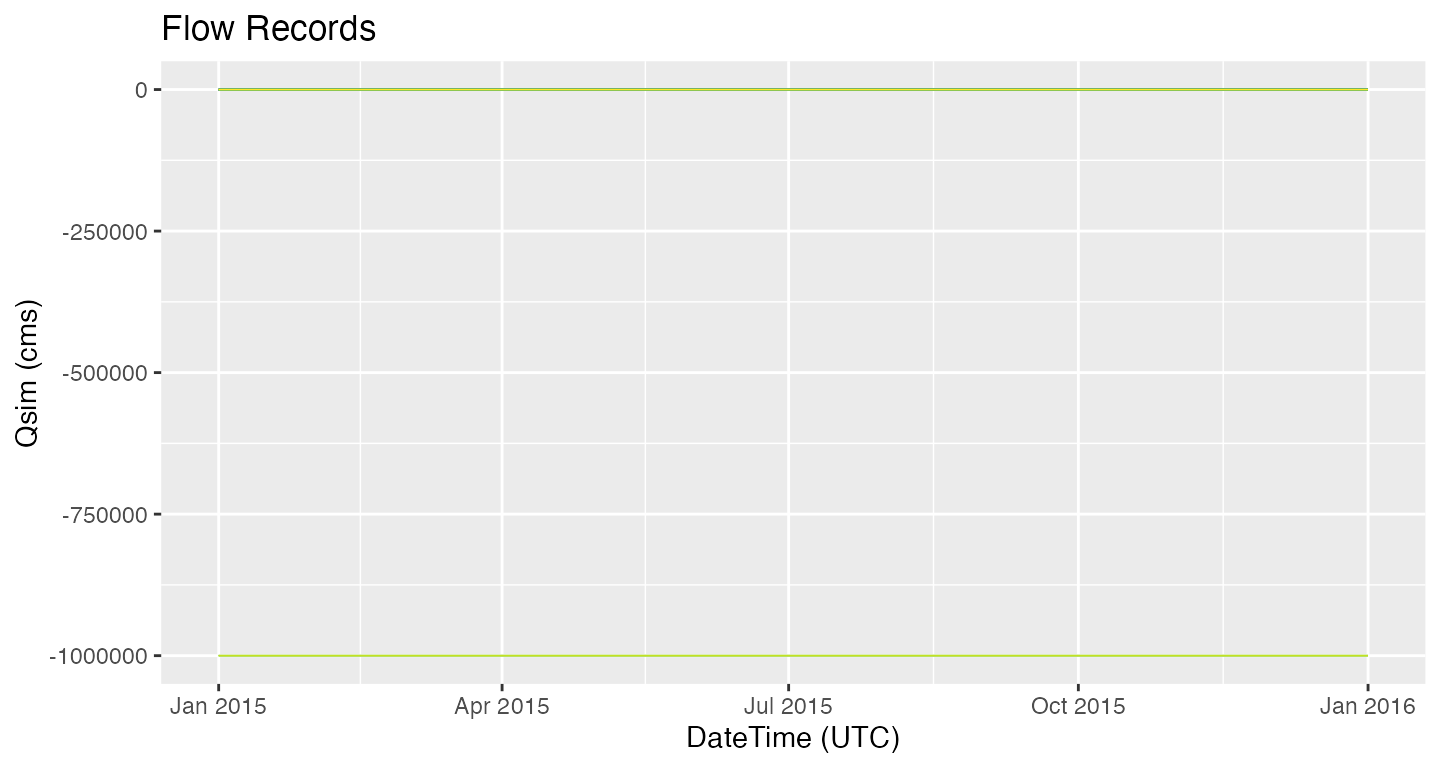 Flow Records
0
-250000
-500000
-750000
-1000000
Qsim (cms)
Jan 2015 Apr 2015 Jul 2015 Oct 2015 Jan 2016
DateTime (UTC)